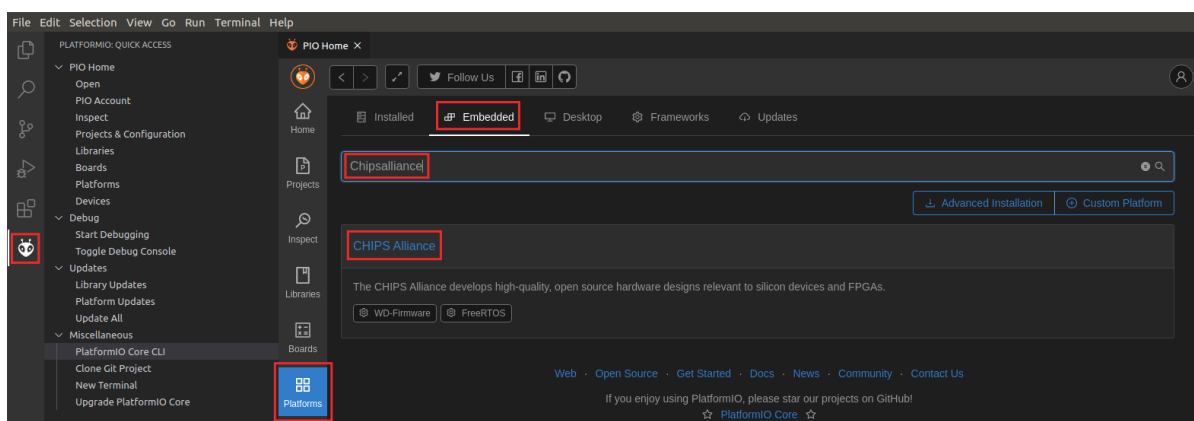 File Edit Selection View Go Run Terminal Help
PLATFORMIO: QUICK ACCESS
PIO Home
Open
PIO Account
Inspect
Projects & Configuration
Libraries
Boards
Platforms
Devices
Debug
Start Debugging
Toggle Debug Console
Updates
Library Updates
Platform Updates
Update All
Miscellaneous
PlatformIO Core CLI
Clone Git Project
New Terminal
Upgrade PlatformIO Core
PIO Home
Follow Us
Home
Projects
Inspect
Libraries
Boards
Platforms
Installed Embedded Desktop Frameworks Updates
Chipsalliance
Advanced Installation Custom Platform
CHIPS Alliance
The CHIPS Alliance develops high-quality, open source hardware designs relevant to silicon devices and FPGAs.
WD-Firmware FreeRTOS
Web · Open Source · Get Started · Docs · News · Community · Contact Us
If you enjoy using PlatformIO, please star our projects on GitHub!
☆ PlatformIO Core ☆